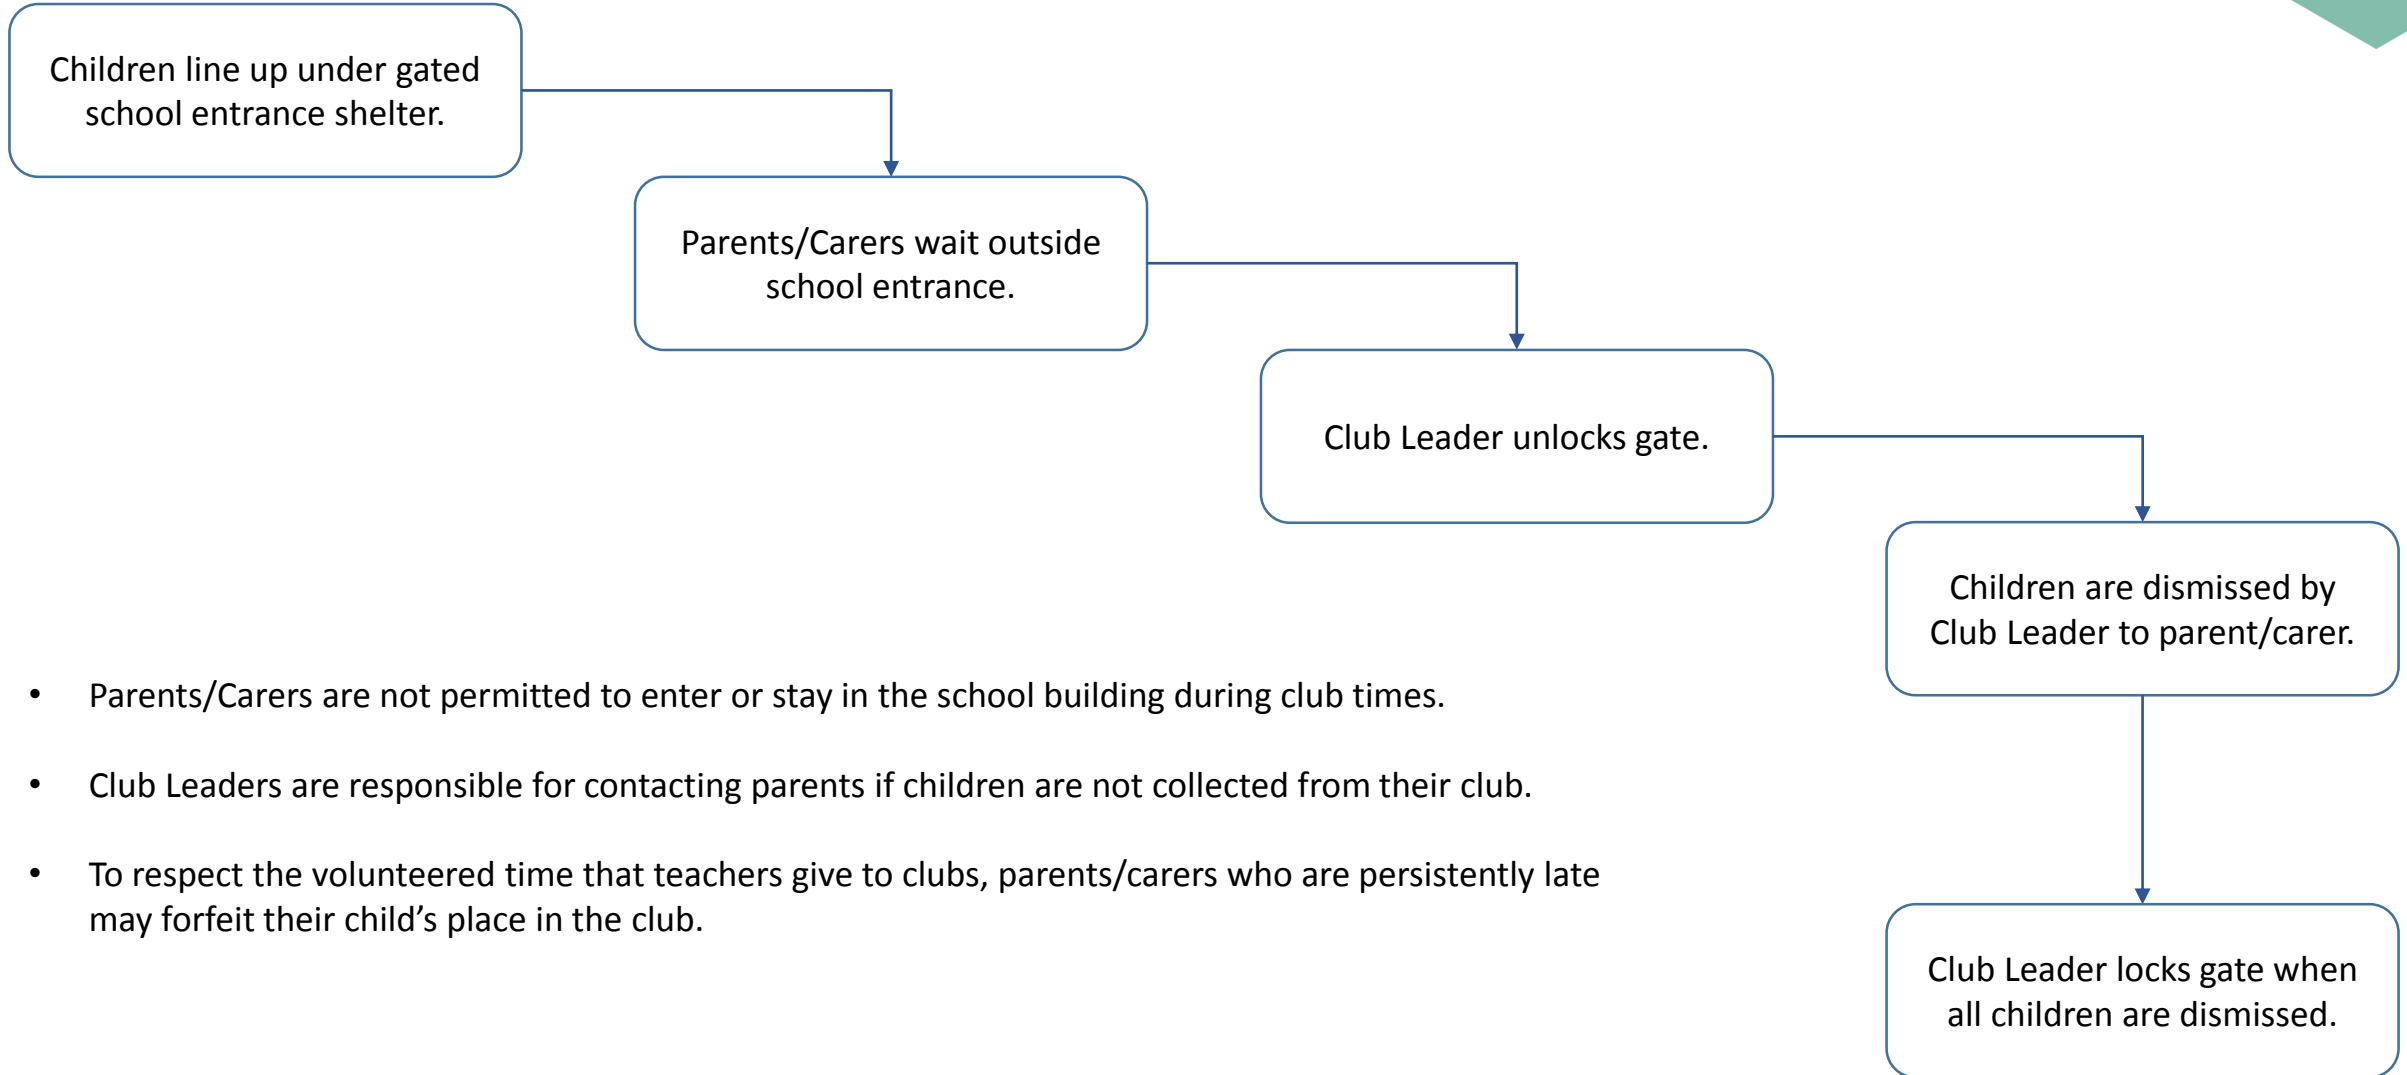 Children line up under gated
school entrance shelter.
Parents/Carers wait outside
school entrance.
Club Leader unlocks gate.
Children are dismissed by
Club Leader to parent/carer.
• Parents/Carers are not permitted to enter or stay in the school building during club times.
• Club Leaders are responsible for contacting parents if children are not collected from their club.
• To respect the volunteered time that teachers give to clubs, parents/carers who are persistently late
may forfeit their child’s place in the club.
Club Leader locks gate when
all children are dismissed.